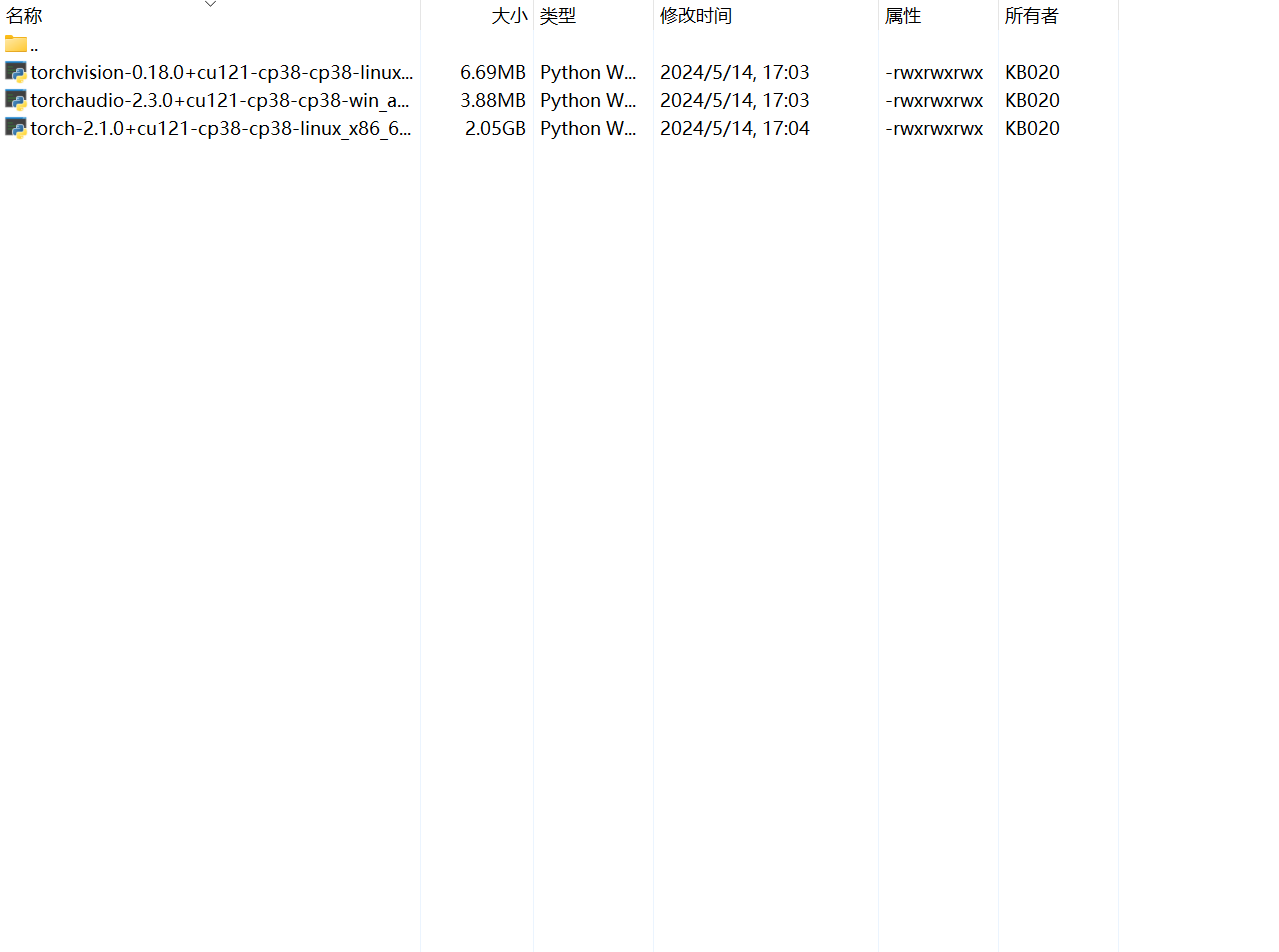 名称 大小 类型 修改时间 属性 所有者
..
torchvision-0.18.0+cu121-cp38-cp38-linux... 6.69MB Python W... 2024/5/14, 17:03 -rwxrwxrwx KB020
torchaudio-2.3.0+cu121-cp38-cp38-win_a... 3.88MB Python W... 2024/5/14, 17:03 -rwxrwxrwx KB020
torch-2.1.0+cu121-cp38-cp38-linux_x86_6... 2.05GB Python W... 2024/5/14, 17:04 -rwxrwxrwx KB020